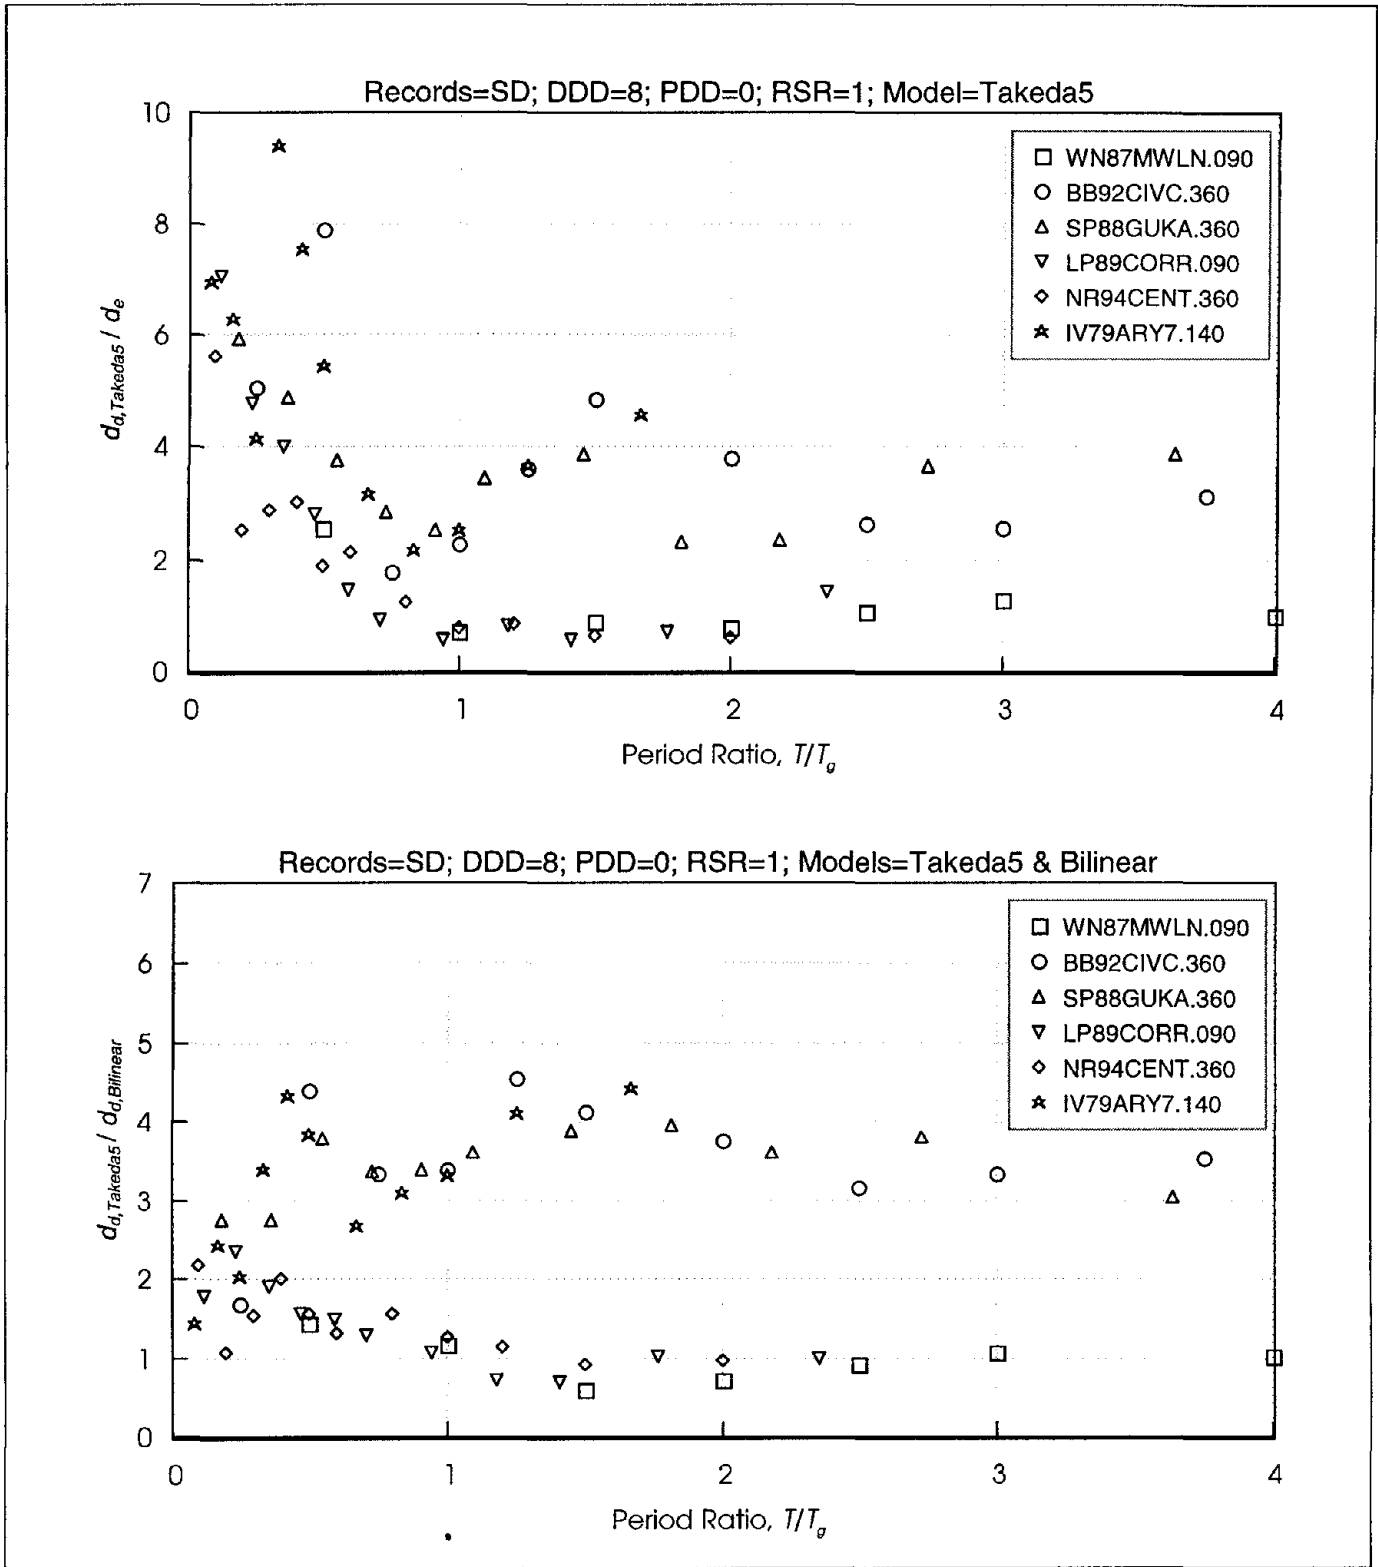 Records=SD; DDD=8; PDD=0; RSR=1; Model=Takeda5
10
8
6
4
2
0
d_d,Takeda5 / d_e
WN87MWLN.090
BB92CIVC.360
SP88GUKA.360
LP89CORR.090
NR94CENT.360
IV79ARY7.140
0 1 2 3 4
Period Ratio, T/T_g
Records=SD; DDD=8; PDD=0; RSR=1; Models=Takeda5 & Bilinear
7
6
5
4
3
2
1
0
d_d,Takeda5 / d_d,Bilinear
WN87MWLN.090
BB92CIVC.360
SP88GUKA.360
LP89CORR.090
NR94CENT.360
IV79ARY7.140
0 1 2 3 4
Period Ratio, T/T_g